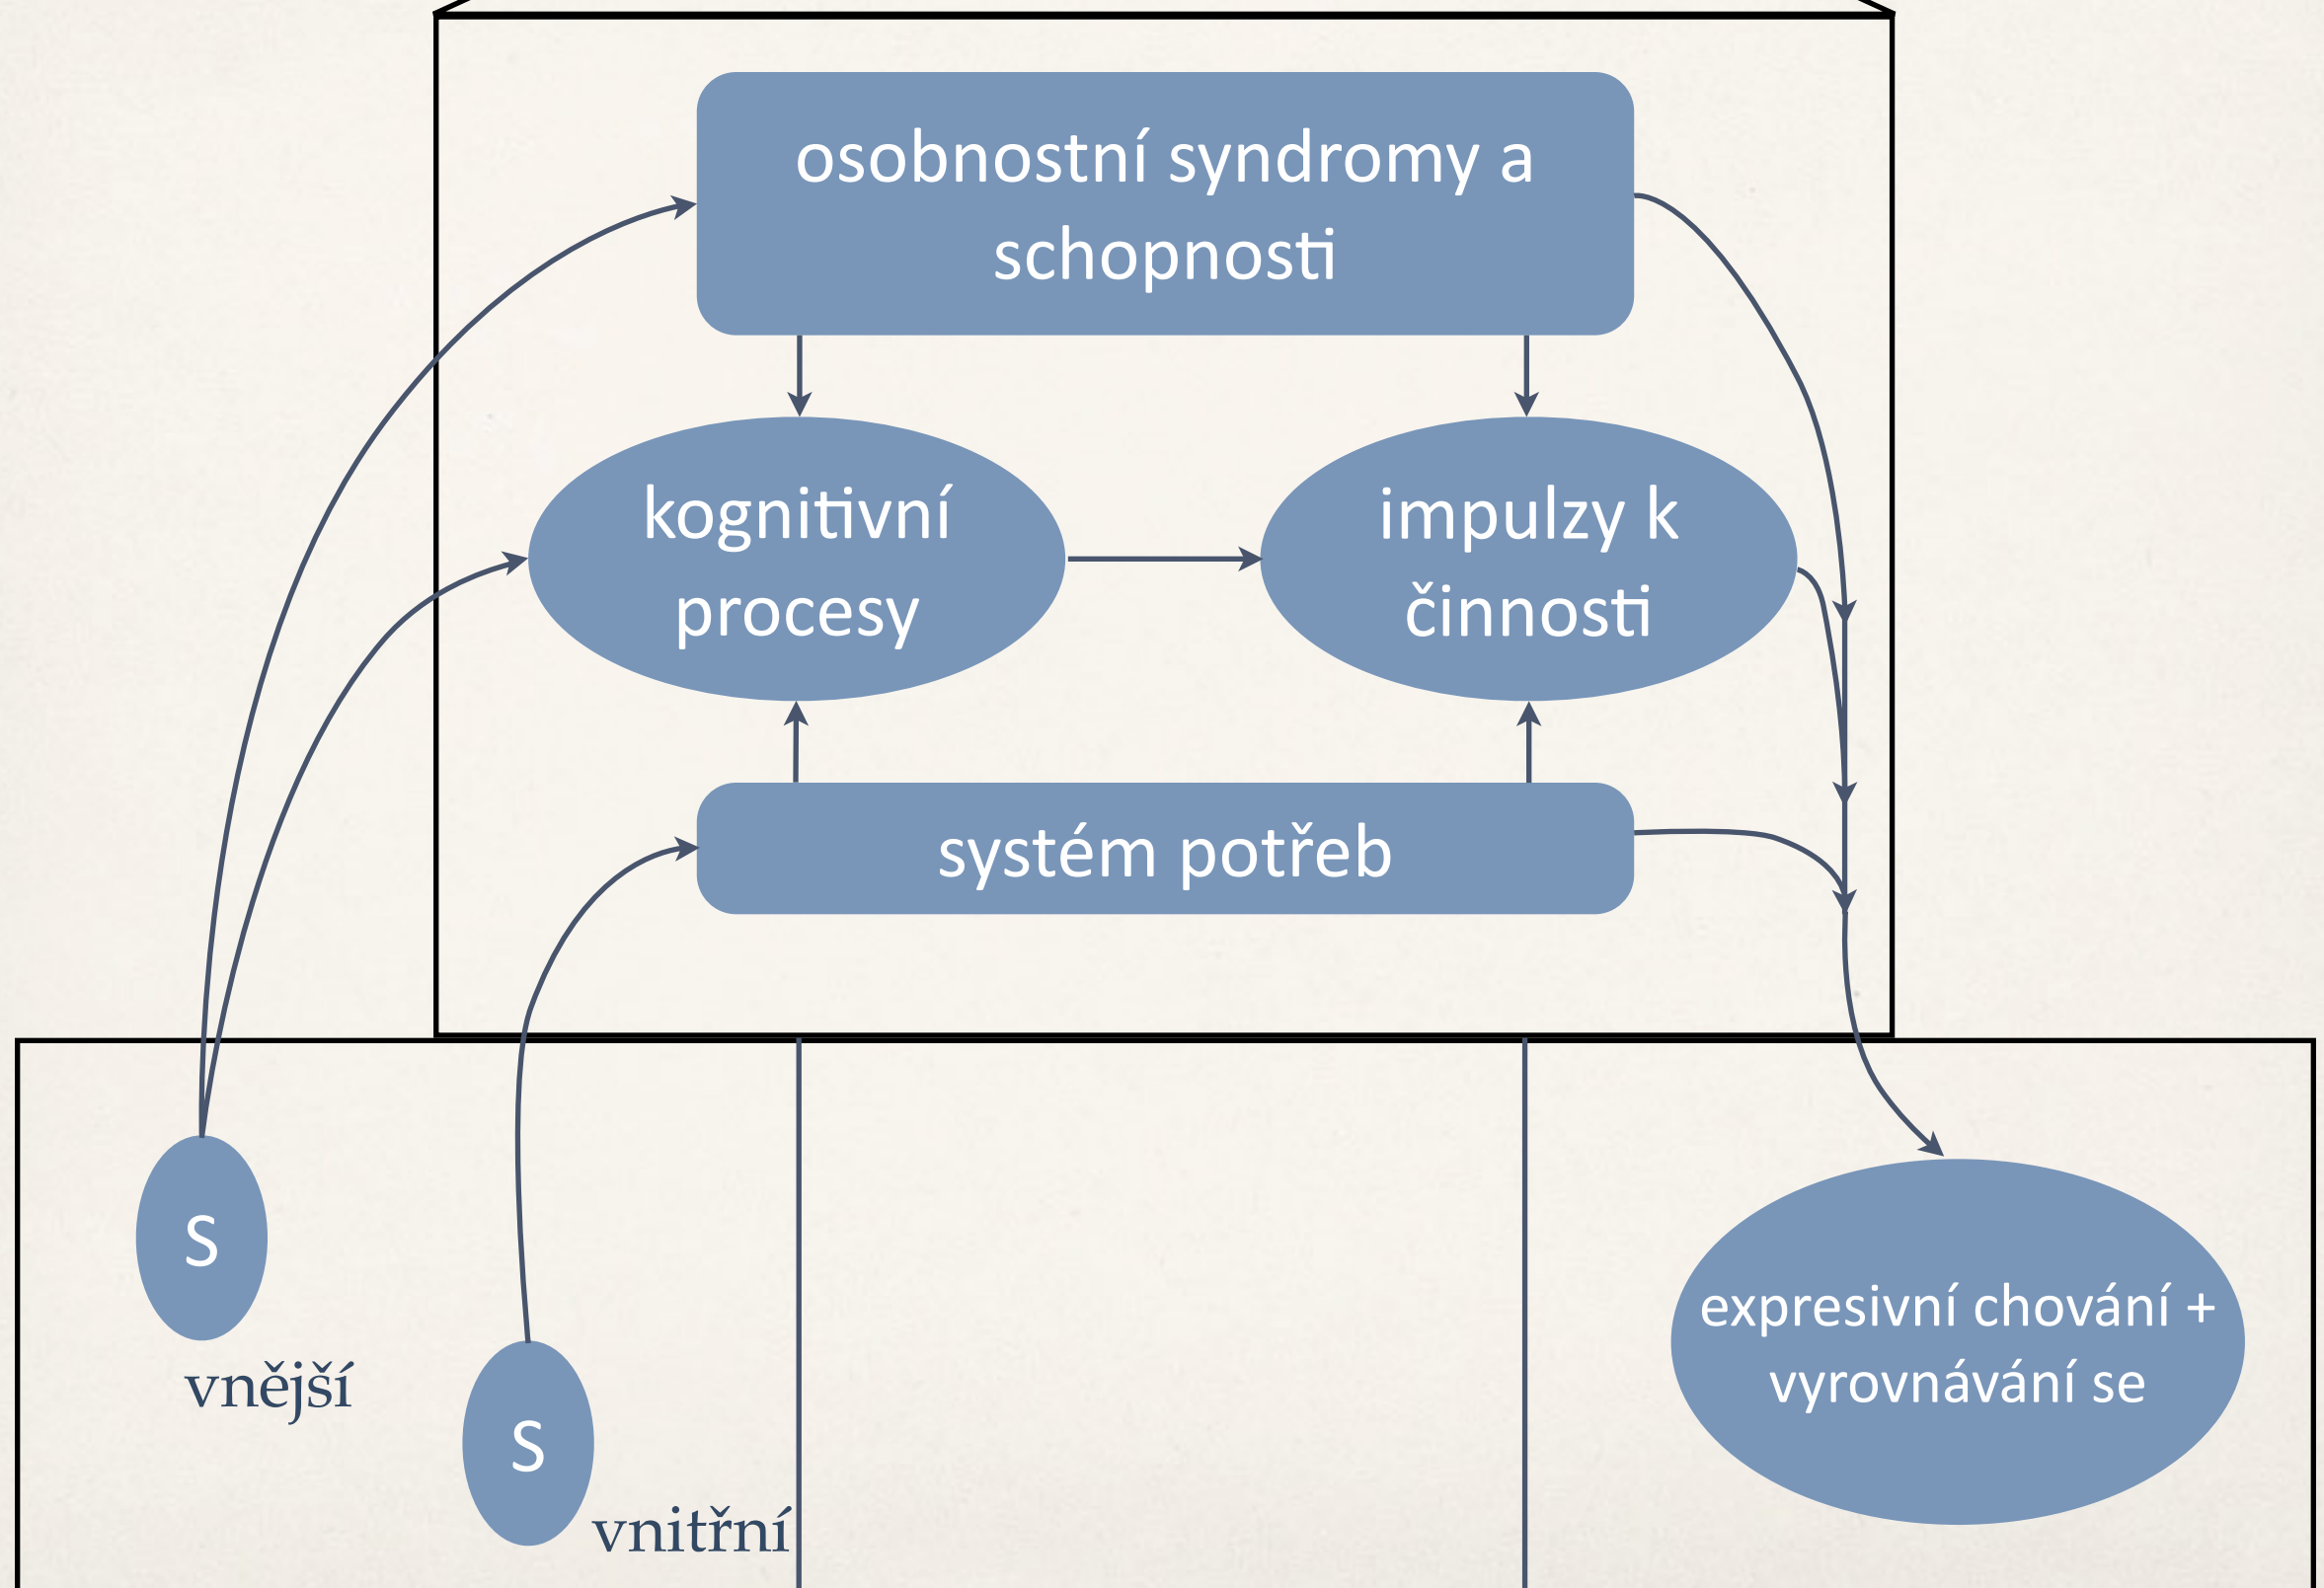 osobnostní syndromy a
schopnosti
kognitivní
procesy
impulzy k
činnosti
systém potřeb
S
vnější
S
vnitřní
expresivní chování +
vyrovnávání se